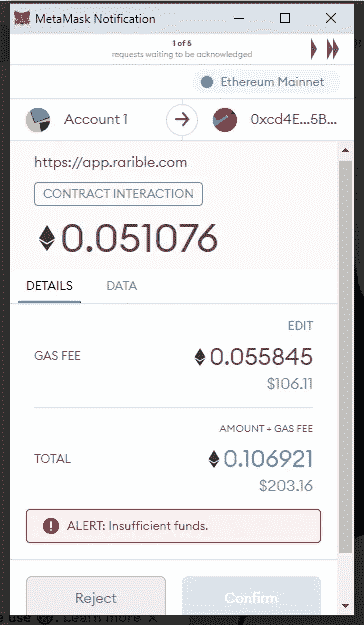 MetaMask Notification
1 of 5
requests waiting to be acknowledged
Ethereum Mainnet
Account 1
0xcd4E...5B...
https://app.rarible.com
CONTRACT INTERACTION
0.051076
DETAILS
DATA
EDIT
GAS FEE
0.055845
$106.11
AMOUNT + GAS FEE
TOTAL
0.106921
$203.16
ALERT: Insufficient funds.
Reject
Confirm
Learn more